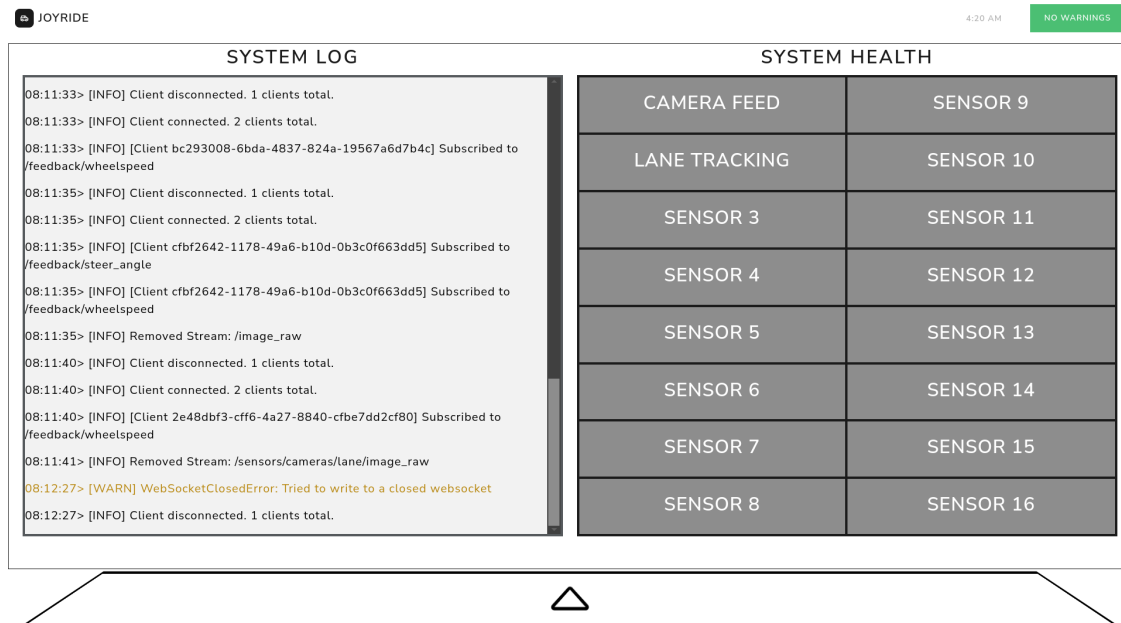 JOYRIDE
4:20 AM
NO WARNINGS
SYSTEM LOG
08:11:33> [INFO] Client disconnected. 1 clients total.
08:11:33> [INFO] Client connected. 2 clients total.
08:11:33> [INFO] [Client bc293008-6bda-4837-824a-19567a6d7b4c] Subscribed to
/feedback/wheelspeed
08:11:35> [INFO] Client disconnected. 1 clients total.
08:11:35> [INFO] Client connected. 2 clients total.
08:11:35> [INFO] [Client cfbf2642-1178-49a6-b10d-0b3c0f663dd5] Subscribed to
/feedback/steer_angle
08:11:35> [INFO] [Client cfbf2642-1178-49a6-b10d-0b3c0f663dd5] Subscribed to
/feedback/wheelspeed
08:11:35> [INFO] Removed Stream: /image_raw
08:11:40> [INFO] Client disconnected. 1 clients total.
08:11:40> [INFO] Client connected. 2 clients total.
08:11:40> [INFO] [Client 2e48dbf3-cff6-4a27-8840-cfbe7dd2cf80] Subscribed to
/feedback/wheelspeed
08:11:41> [INFO] Removed Stream: /sensors/cameras/lane/image_raw
08:12:27> [WARN] WebSocketClosedError: Tried to write to a closed websocket
08:12:27> [INFO] Client disconnected. 1 clients total.
SYSTEM HEALTH
CAMERA FEED
SENSOR 9
LANE TRACKING
SENSOR 10
SENSOR 3
SENSOR 11
SENSOR 4
SENSOR 12
SENSOR 5
SENSOR 13
SENSOR 6
SENSOR 14
SENSOR 7
SENSOR 15
SENSOR 8
SENSOR 16